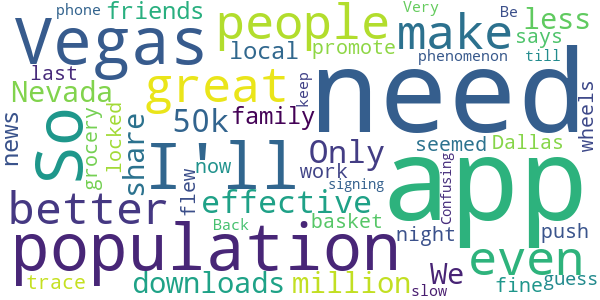 phone friends people make Very Be less
Vegas local promote says
last phenomenon till
Nevada great keep need wheels
news grocery locked share 50k family seemed Dallas
So I'll now Only work app
better flew effective basket signing Confusing
population Back night even push
trace downloads million We slow fine guess